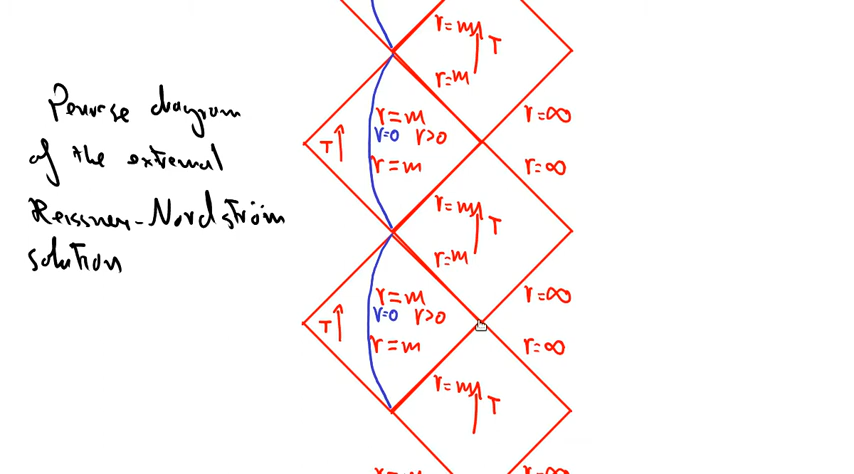 Penrose diagram
of the extremal
Reissner-Nordström
solution
r=m
T
r=m
r=m
r=0 r>0
T
r=m
r=∞
r=∞
r=m
T
r=m
r=m
r=0 r>0
T
r=m
r=∞
r=∞
r=m
T